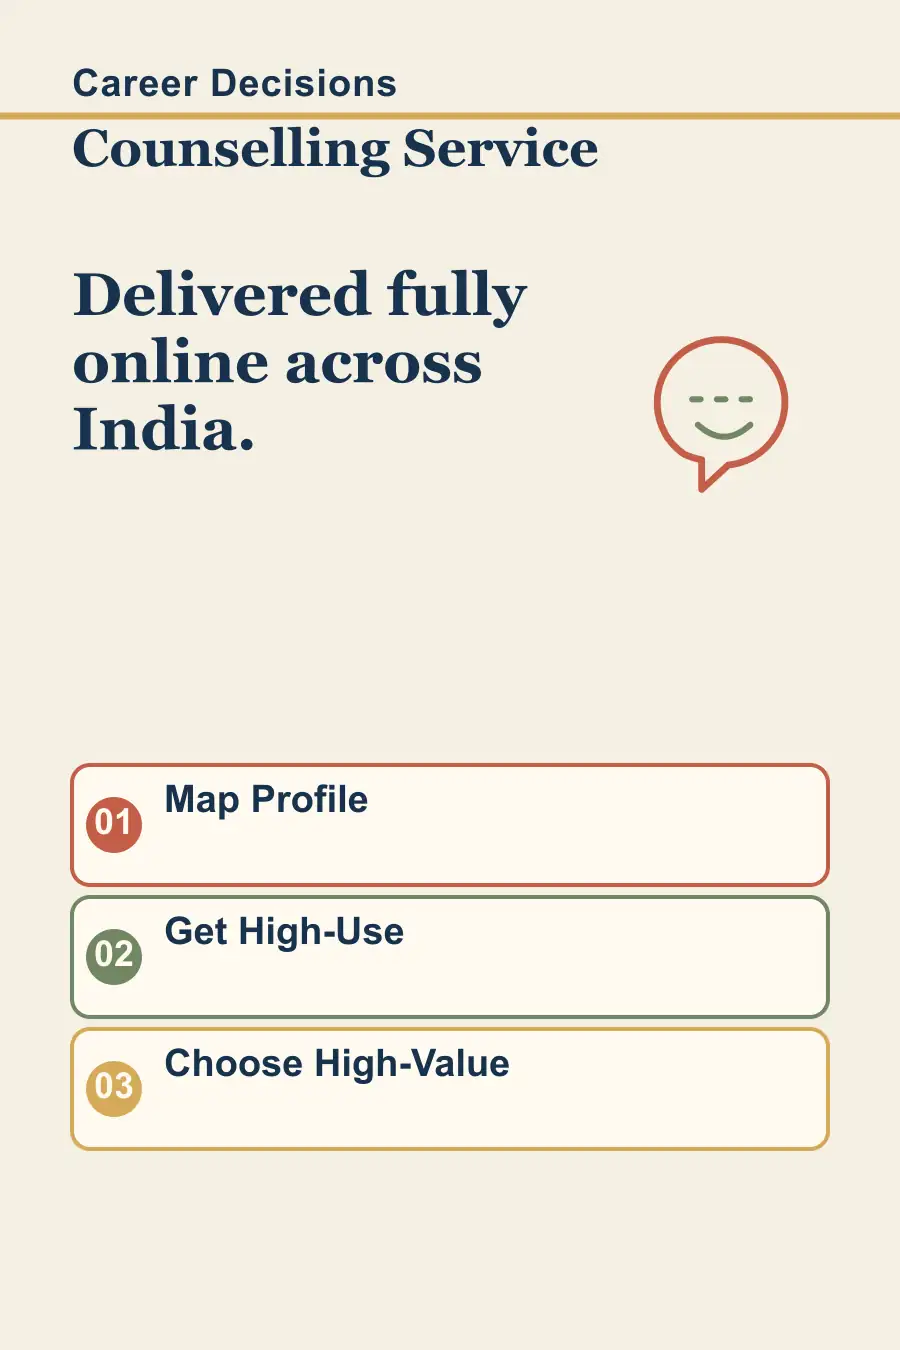 Career Decisions
Counselling Service
Delivered fully
online across
India.
01
Map Profile
02
Get High-Use
03
Choose High-Value